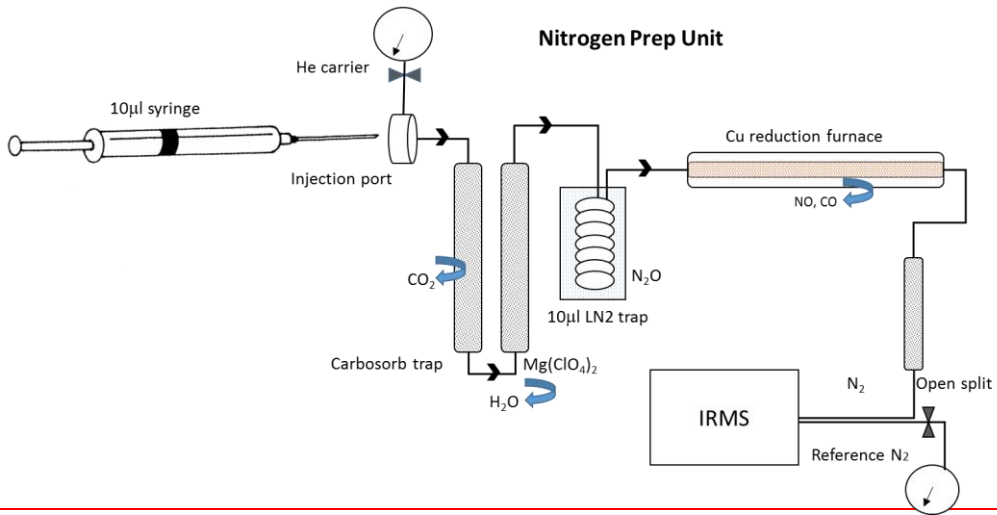 Nitrogen Prep Unit
He carrier
10µl syringe
Injection port
Cu reduction furnace
NO, CO
CO₂
N₂O
10µl LN2 trap
Carbosorb trap
Mg(ClO₄)₂
H₂O
N₂
Open split
IRMS
Reference N2